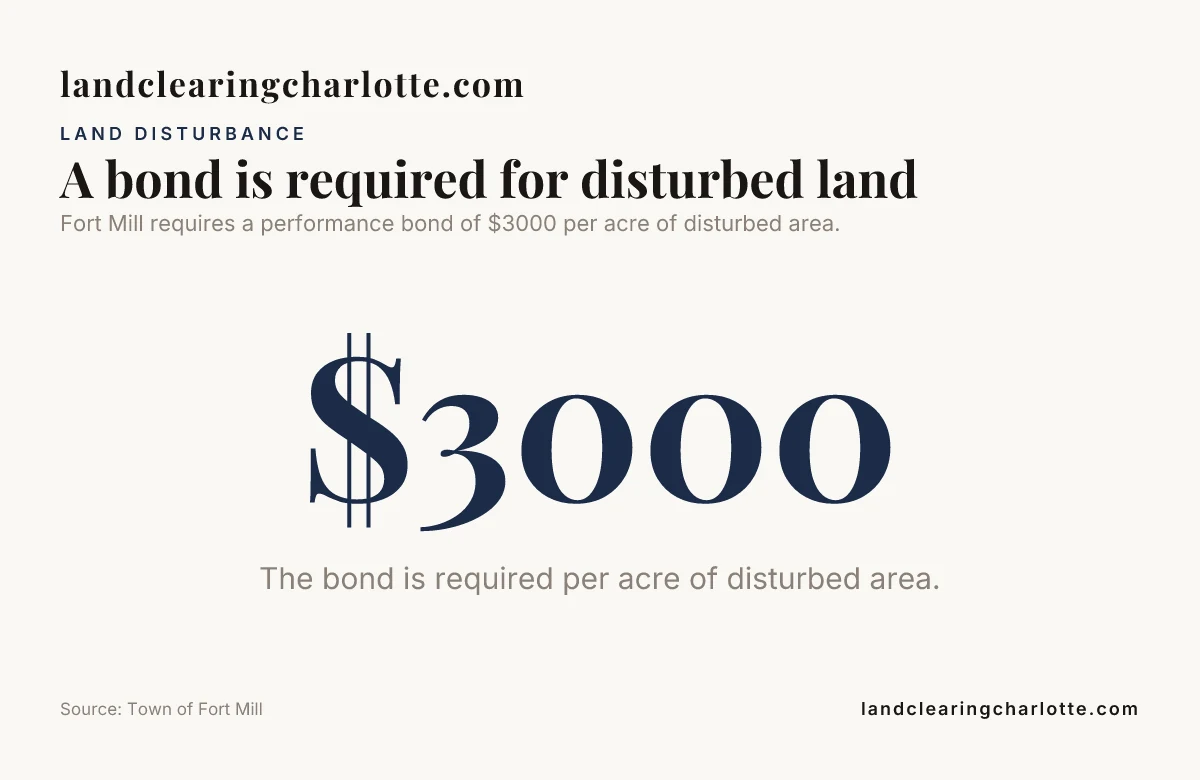 landclearingcharlotte.com
LAND DISTURBANCE
A bond is required for disturbed land
Fort Mill requires a performance bond of $3000 per acre of disturbed area.
$3000
The bond is required per acre of disturbed area.
Source: Town of Fort Mill
landclearingcharlotte.com